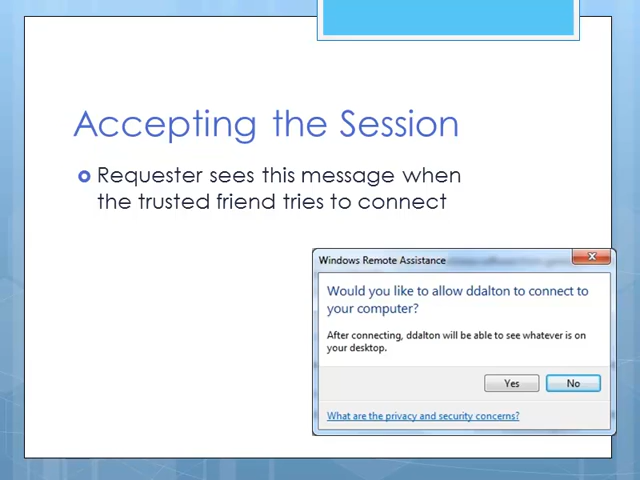 Accepting the Session
Requester sees this message when
the trusted friend tries to connect
Windows Remote Assistance
Would you like to allow ddalton to connect to
your computer?
After connecting, ddalton will be able to see whatever is on
your desktop.
Yes No
What are the privacy and security concerns?